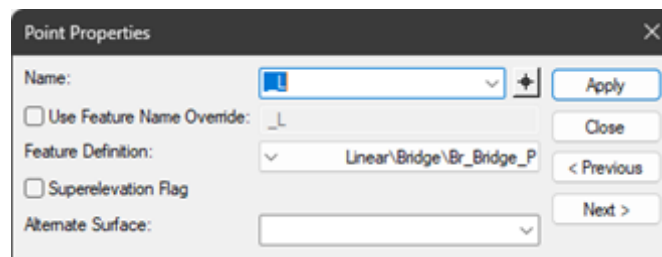 Point Properties
Name: _L Apply
Use Feature Name Override: _L Close
Feature Definition: Linear\Bridge\Br_Bridge_P < Previous
Superelevation Flag
Next >
Alternate Surface: